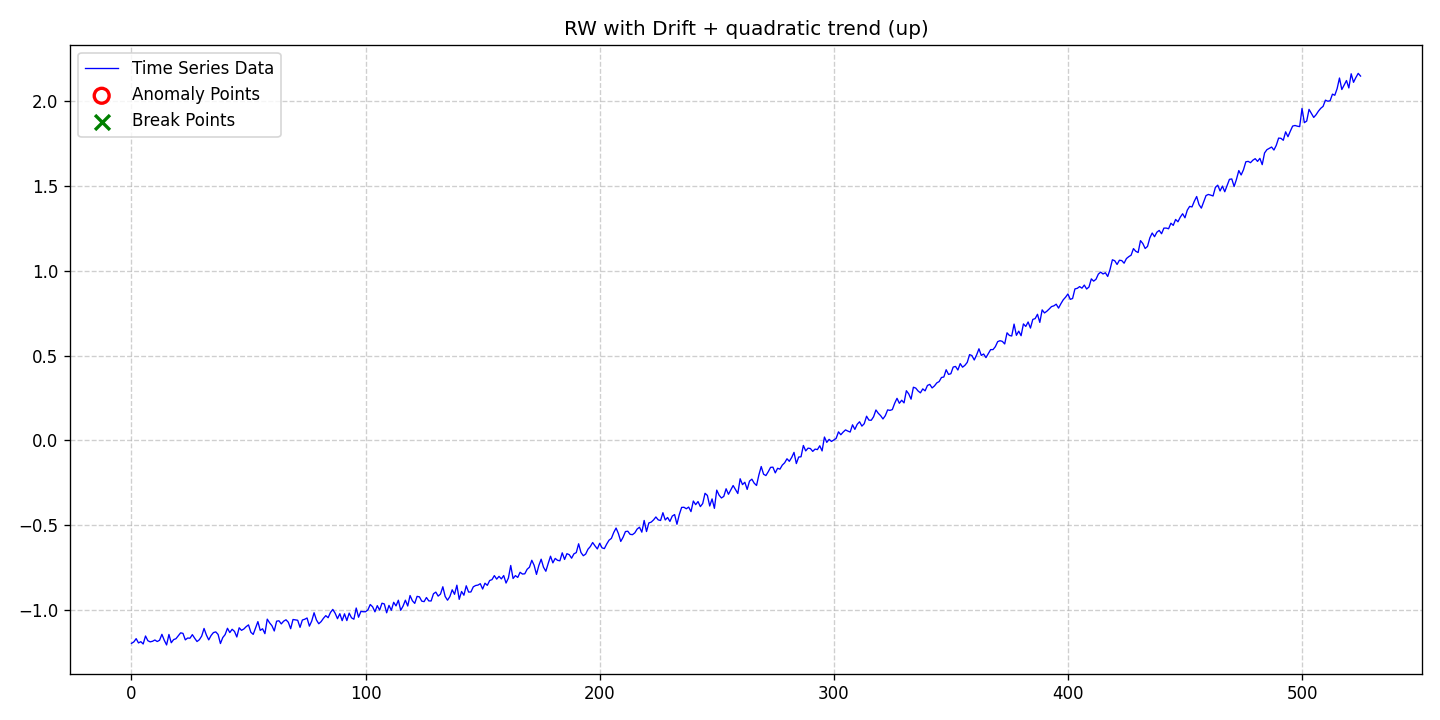 RW with Drift + quadratic trend (up)
Time Series Data
Anomaly Points
Break Points
2.0
1.5
1.0
0.5
0.0
−0.5
−1.0
0 100 200 300 400 500